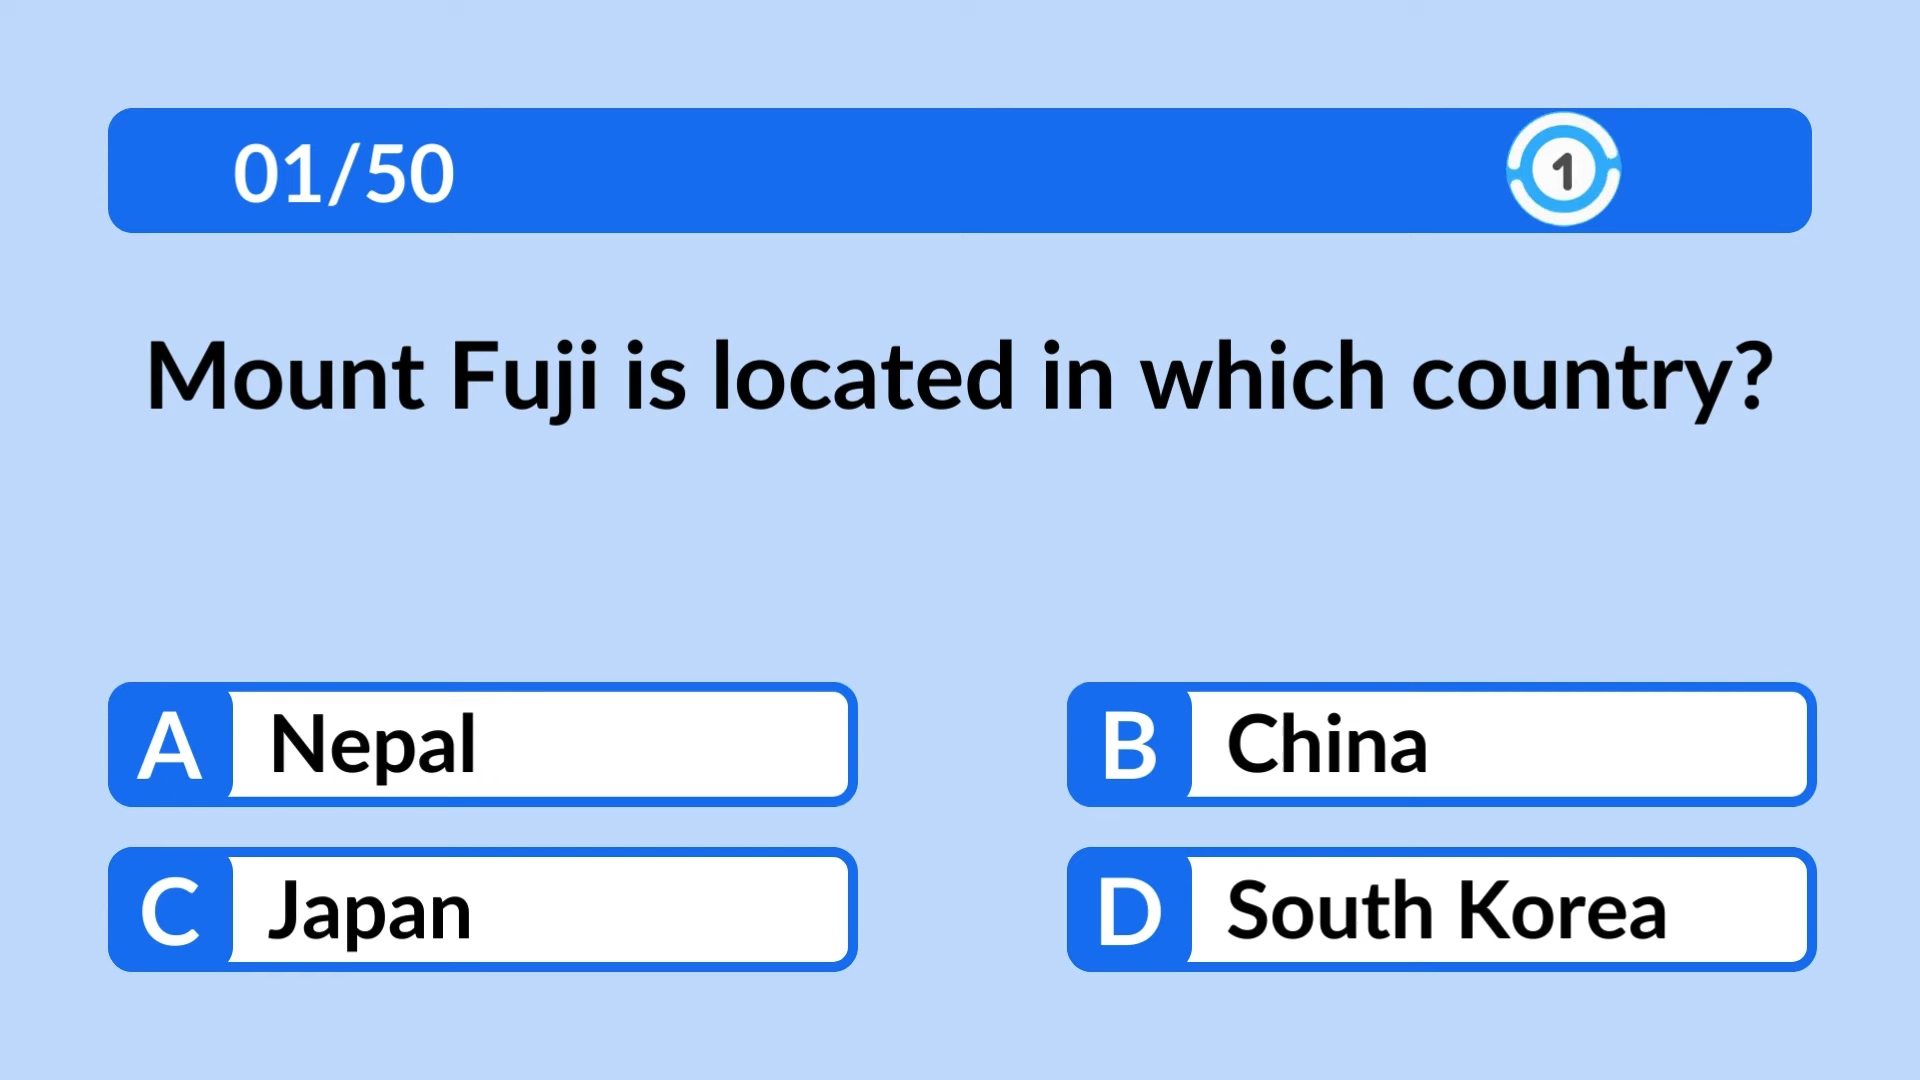 01/50
1
Mount Fuji is located in which country?
A Nepal
B China
C Japan
D South Korea